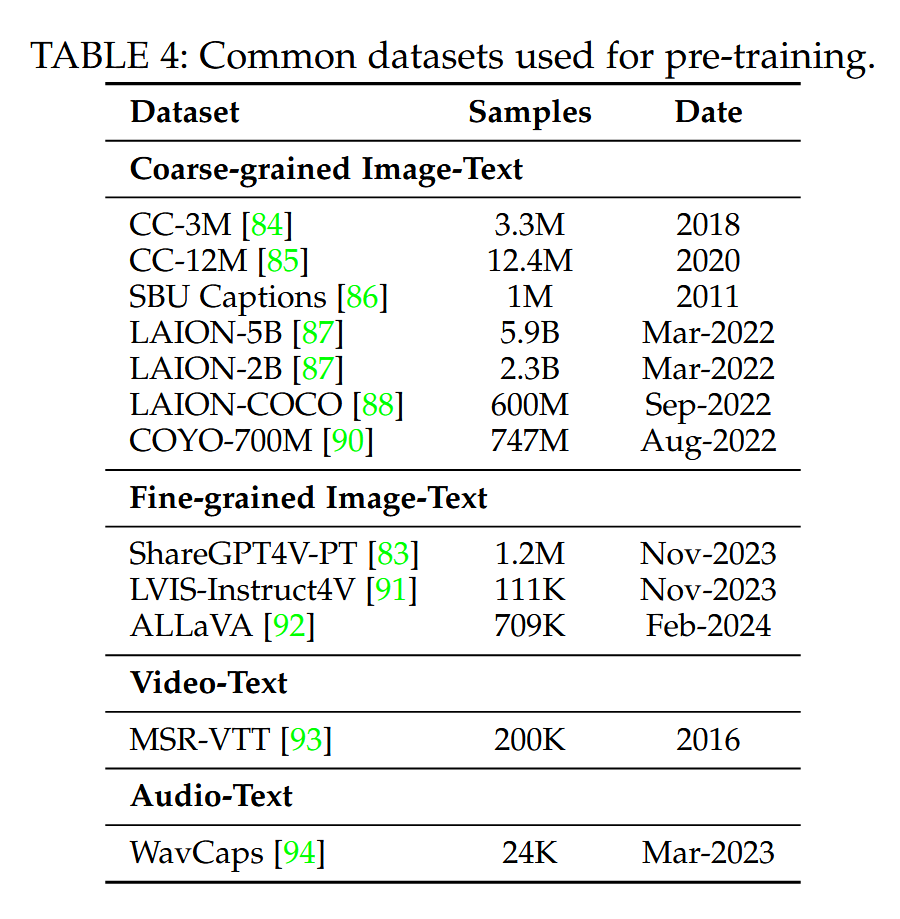 TABLE 4: Common datasets used for pre-training.
Dataset Samples Date
Coarse-grained Image-Text
CC-3M [84] 3.3M 2018
CC-12M [85] 12.4M 2020
SBU Captions [86] 1M 2011
LAION-5B [87] 5.9B Mar-2022
LAION-2B [87] 2.3B Mar-2022
LAION-COCO [88] 600M Sep-2022
COYO-700M [90] 747M Aug-2022
Fine-grained Image-Text
ShareGPT4V-PT [83] 1.2M Nov-2023
LVIS-Instruct4V [91] 111K Nov-2023
ALLaVA [92] 709K Feb-2024
Video-Text
MSR-VTT [93] 200K 2016
Audio-Text
WavCaps [94] 24K Mar-2023